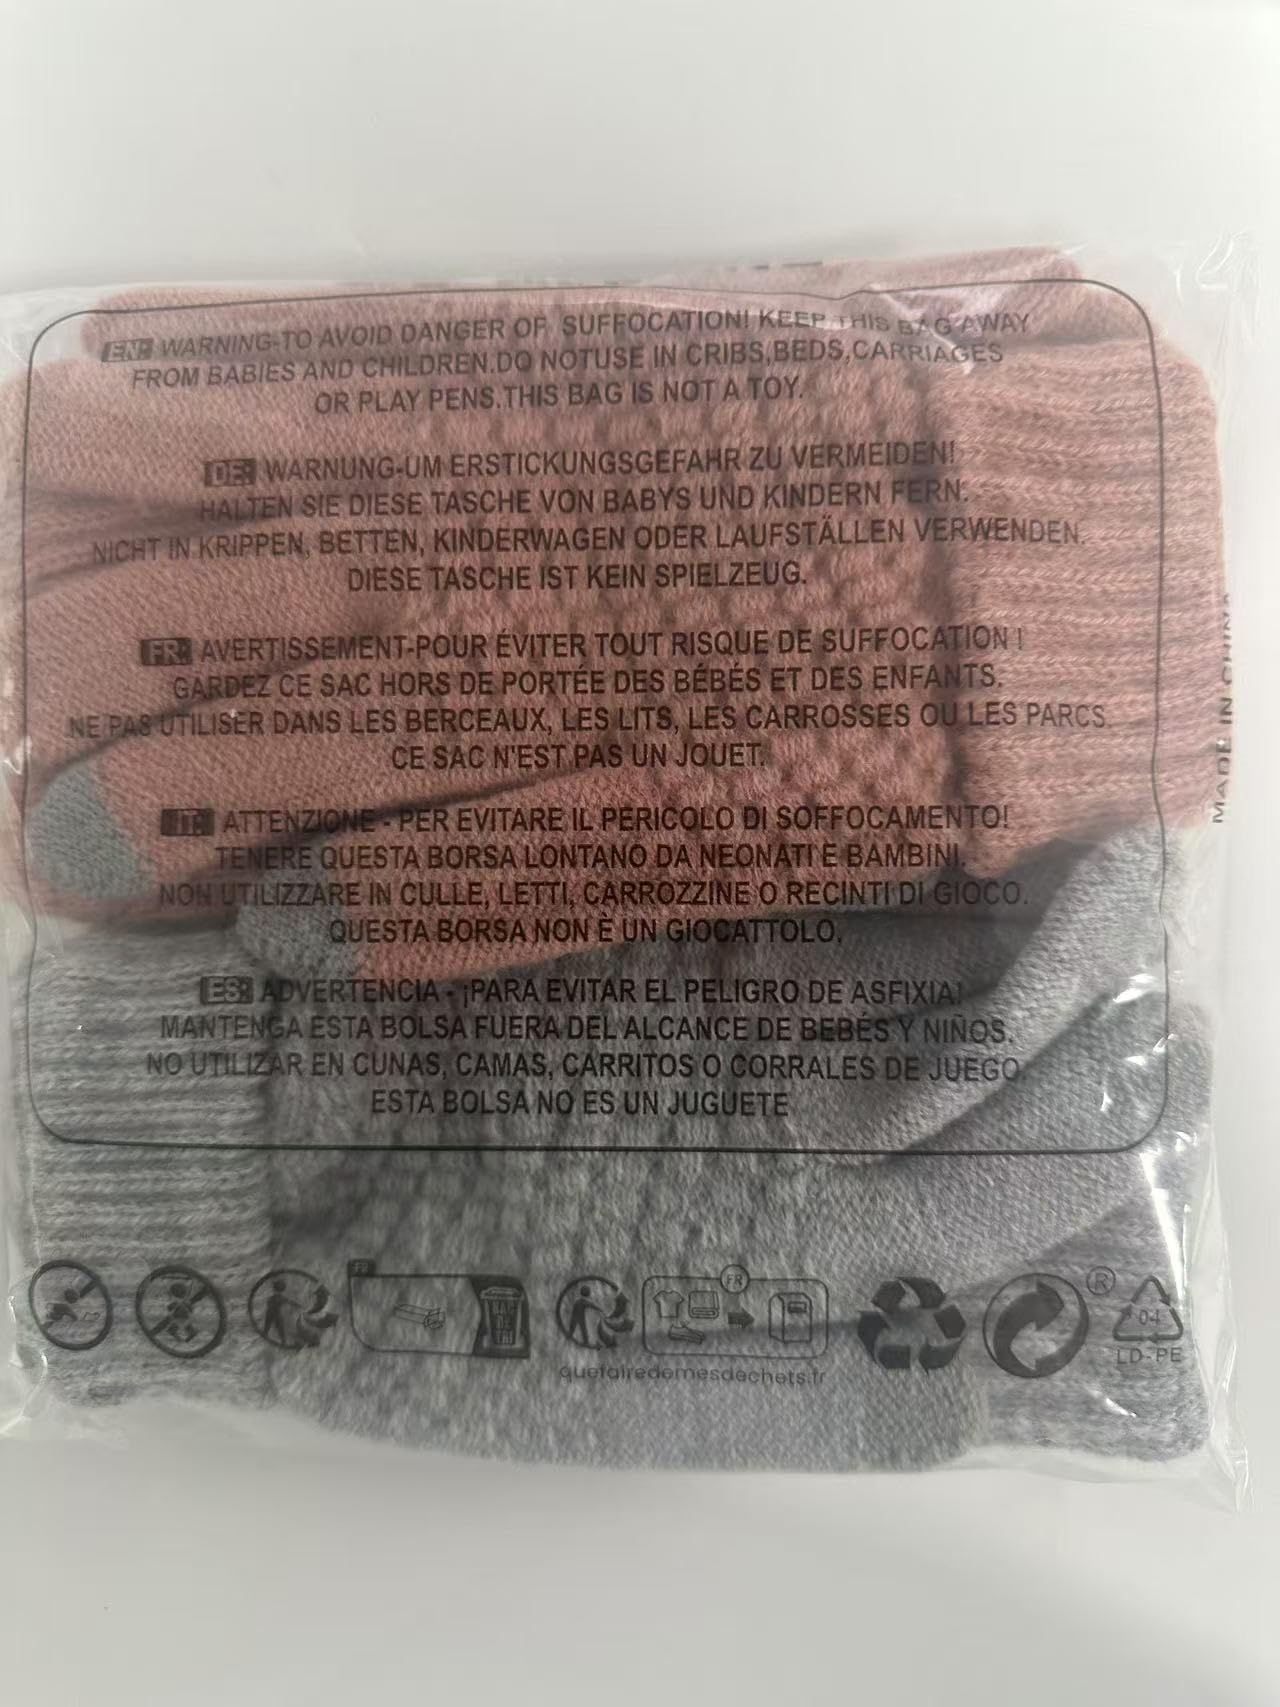 EN: WARNING-TO AVOID DANGER OF SUFFOCATION! KEEP THIS BAG AWAY
FROM BABIES AND CHILDREN.DO NOTUSE IN CRIBS,BEDS,CARRIAGES
OR PLAY PENS.THIS BAG IS NOT A TOY.
DE: WARNUNG-UM ERSTICKUNGSGEFAHR ZU VERMEIDEN!
HALTEN SIE DIESE TASCHE VON BABYS UND KINDERN FERN.
NICHT IN KRIPPEN, BETTEN, KINDERWAGEN ODER LAUFSTÄLLEN VERWENDEN.
DIESE TASCHE IST KEIN SPIELZEUG.
FR: AVERTISSEMENT-POUR ÉVITER TOUT RISQUE DE SUFFOCATION !
GARDEZ CE SAC HORS DE PORTÉE DES BÉBÉS ET DES ENFANTS.
NE PAS UTILISER DANS LES BERCEAUX, LES LITS, LES CARROSSES OU LES PARCS.
CE SAC N'EST PAS UN JOUET.
IT: ATTENZIONE - PER EVITARE IL PERICOLO DI SOFFOCAMENTO!
TENERE QUESTA BORSA LONTANO DA NEONATI E BAMBINI.
NON UTILIZZARE IN CULLE, LETTI, CARROZZINE O RECINTI DI GIOCO.
QUESTA BORSA NON È UN GIOCATTOLO.
ES: ADVERTENCIA - ¡PARA EVITAR EL PELIGRO DE ASFIXIA!
MANTENGA ESTA BOLSA FUERA DEL ALCANCE DE BEBÉS Y NIÑOS.
NO UTILIZAR EN CUNAS, CAMAS, CARRITOS O CORRALES DE JUEGO.
ESTA BOLSA NO ES UN JUGUETE
MADE IN CHINA
FR
BAC
DE
TRI
FR
quefairedemesdechets.fr
®
04
LD-PE